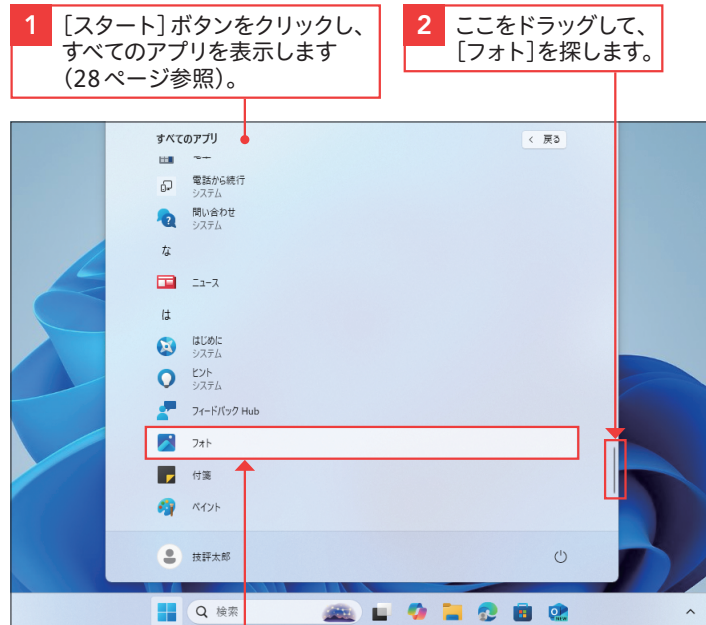 1 ［スタート］ボタンをクリックし、
すべてのアプリを表示します
（28ページ参照）。
2 ここをドラッグして、
［フォト］を探します。
すべてのアプリ
< 戻る
電話から続行
システム
問い合わせ
システム
な
ニュース
は
はじめに
システム
ヒント
システム
フィードバック Hub
フォト
付箋
ペイント
技評太郎
検索